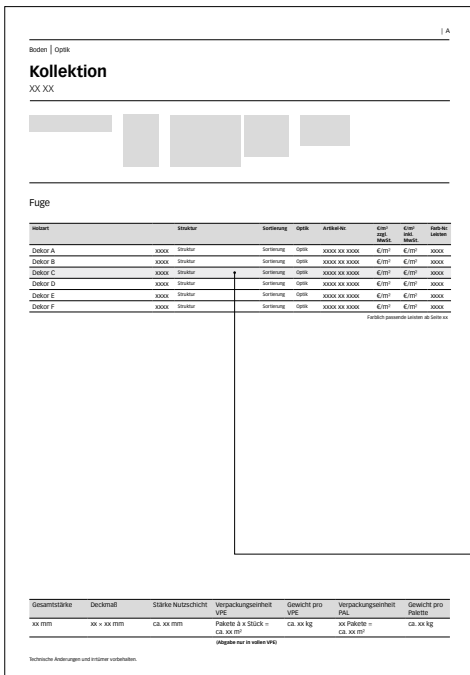 | A
Boden | Optik
Kollektion
XX XX
Fuge
Holzart Struktur Sortierung Optik Artikel-Nr. €/m² zzgl. MwSt. €/m² inkl. MwSt. Farb-Nr. Leisten
Dekor A xxxx Struktur Sortierung Optik xxxx xx xxxx €/m² €/m² xxxx
Dekor B xxxx Struktur Sortierung Optik xxxx xx xxxx €/m² €/m² xxxx
Dekor C xxxx Struktur Sortierung Optik xxxx xx xxxx €/m² €/m² xxxx
Dekor D xxxx Struktur Sortierung Optik xxxx xx xxxx €/m² €/m² xxxx
Dekor E xxxx Struktur Sortierung Optik xxxx xx xxxx €/m² €/m² xxxx
Dekor F xxxx Struktur Sortierung Optik xxxx xx xxxx €/m² €/m² xxxx
Farblich passende Leisten ab Seite xx
Gesamtstärke Deckmaß Stärke Nutzschicht Verpackungseinheit VPE Gewicht pro VPE Verpackungseinheit PAL Gewicht pro Palette
xx mm xx × xx mm ca. xx mm Pakete à x Stück = ca. xx m² ca. xx kg xx Pakete = ca. xx m² ca. xx kg
(Abgabe nur in vollen VPE)
Technische Änderungen und Irrtümer vorbehalten.